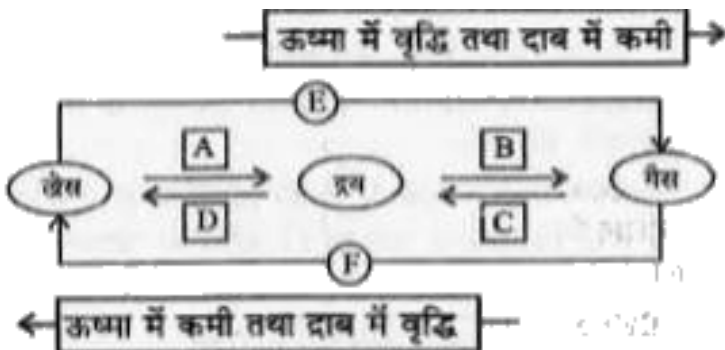 ऊष्मा में वृद्धि तथा दाब में कमी
E
A
B
ठोस
द्रव
गैस
D
C
F
ऊष्मा में कमी तथा दाब में वृद्धि